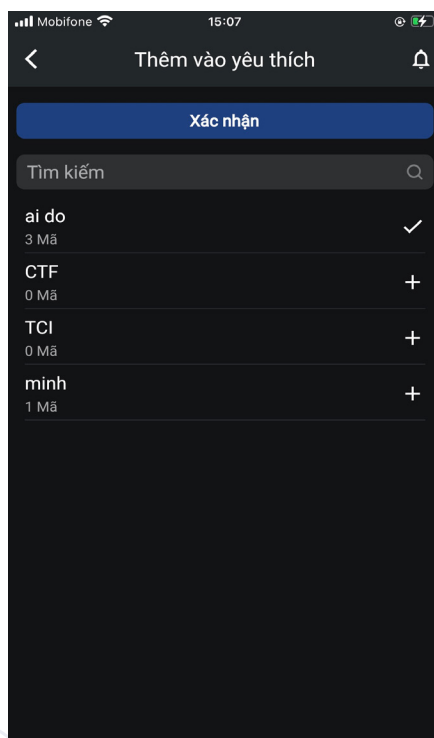 Mobifone 15:07
Thêm vào yêu thích
Xác nhận
Tìm kiếm
ai do
3 Mã
CTF
0 Mã
TCI
0 Mã
minh
1 Mã